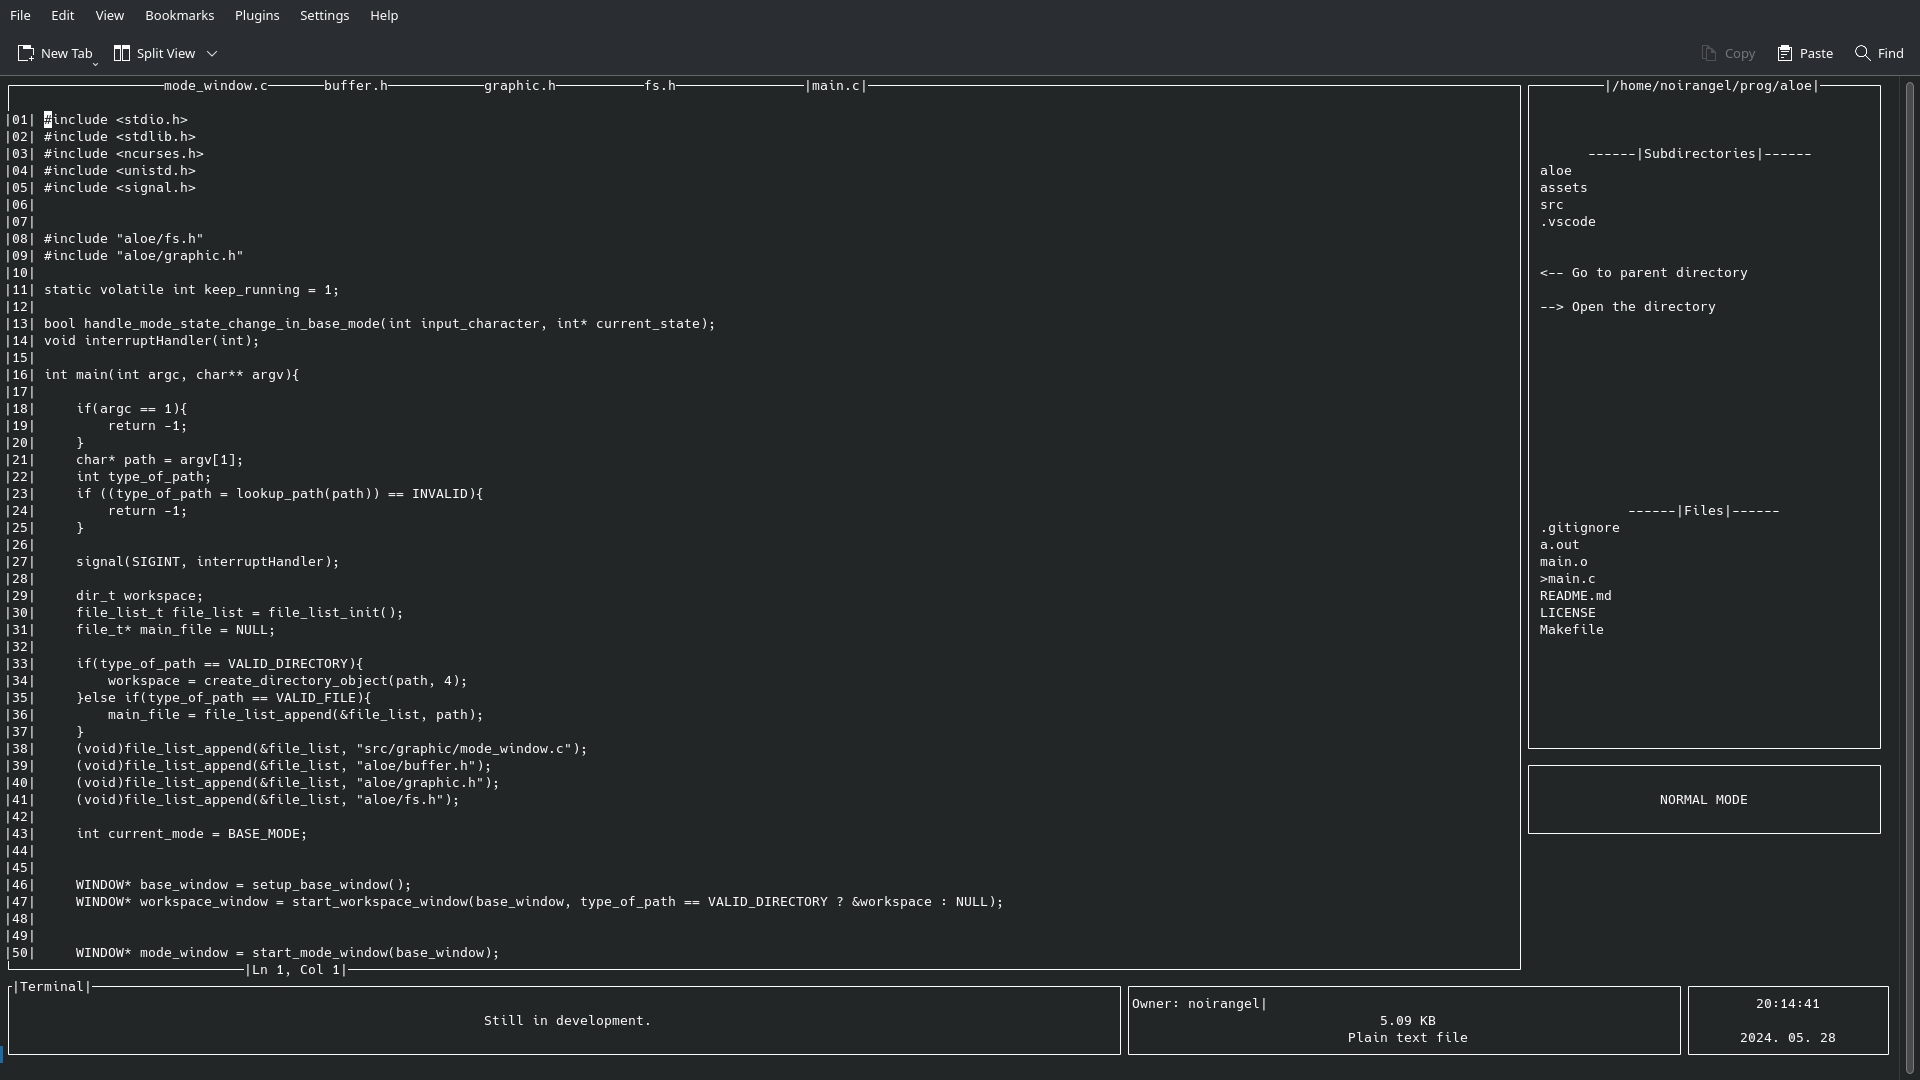 File Edit View Bookmarks Plugins Settings Help
New Tab Split View Copy Paste Find
mode_window.c buffer.h graphic.h fs.h |main.c| |/home/noirangel/prog/aloe|
|01| #include <stdio.h>
|02| #include <stdlib.h>
|03| #include <ncurses.h>
|04| #include <unistd.h>
|05| #include <signal.h>
|06|
|07|
|08| #include "aloe/fs.h"
|09| #include "aloe/graphic.h"
|10|
|11| static volatile int keep_running = 1;
|12|
|13| bool handle_mode_state_change_in_base_mode(int input_character, int* current_state);
|14| void interruptHandler(int);
|15|
|16| int main(int argc, char** argv){
|17|
|18|     if(argc == 1){
|19|         return -1;
|20|     }
|21|     char* path = argv[1];
|22|     int type_of_path;
|23|     if ((type_of_path = lookup_path(path)) == INVALID){
|24|         return -1;
|25|     }
|26|
|27|     signal(SIGINT, interruptHandler);
|28|
|29|     dir_t workspace;
|30|     file_list_t file_list = file_list_init();
|31|     file_t* main_file = NULL;
|32|
|33|     if(type_of_path == VALID_DIRECTORY){
|34|         workspace = create_directory_object(path, 4);
|35|     }else if(type_of_path == VALID_FILE){
|36|         main_file = file_list_append(&file_list, path);
|37|     }
|38|     (void)file_list_append(&file_list, "src/graphic/mode_window.c");
|39|     (void)file_list_append(&file_list, "aloe/buffer.h");
|40|     (void)file_list_append(&file_list, "aloe/graphic.h");
|41|     (void)file_list_append(&file_list, "aloe/fs.h");
|42|
|43|     int current_mode = BASE_MODE;
|44|
|45|
|46|     WINDOW* base_window = setup_base_window();
|47|     WINDOW* workspace_window = start_workspace_window(base_window, type_of_path == VALID_DIRECTORY ? &workspace : NULL);
|48|
|49|
|50|     WINDOW* mode_window = start_mode_window(base_window);
|Ln 1, Col 1|
------|Subdirectories|------
aloe
assets
src
.vscode
<-- Go to parent directory
--> Open the directory
------|Files|------
.gitignore
a.out
main.o
>main.c
README.md
LICENSE
Makefile
NORMAL MODE
|Terminal|
Still in development.
Owner: noirangel|
5.09 KB
Plain text file
20:14:41
2024. 05. 28